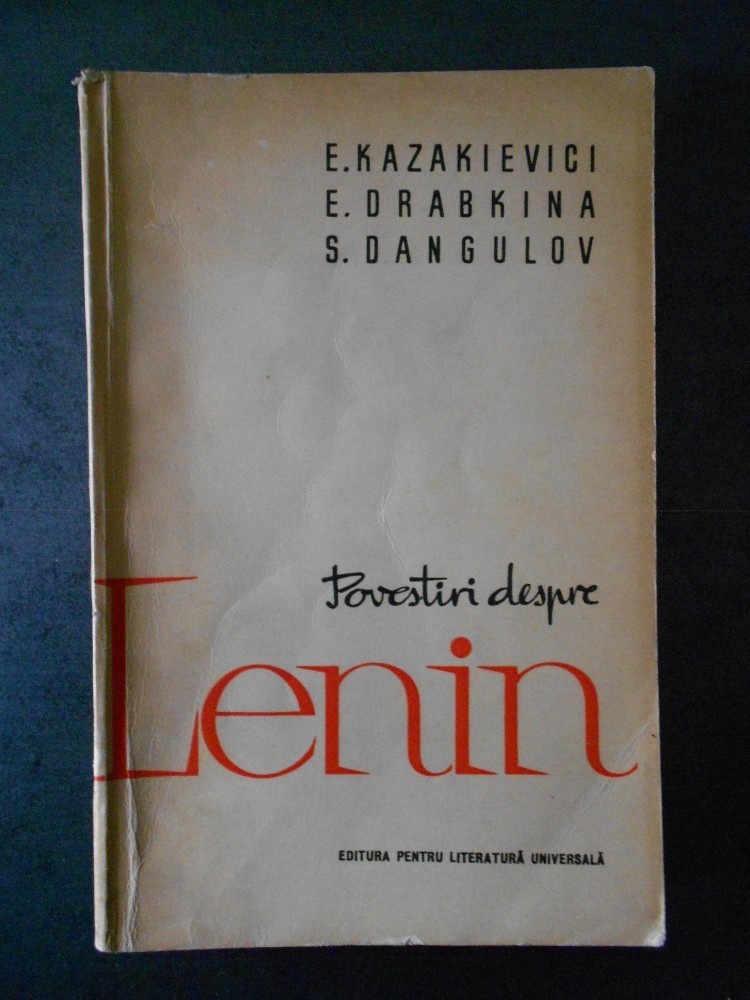 E. KAZAKIEVICI
E. DRABKINA
S. DANGULOV
Povestiri despre
Lenin
EDITURA PENTRU LITERATURĂ UNIVERSALĂ